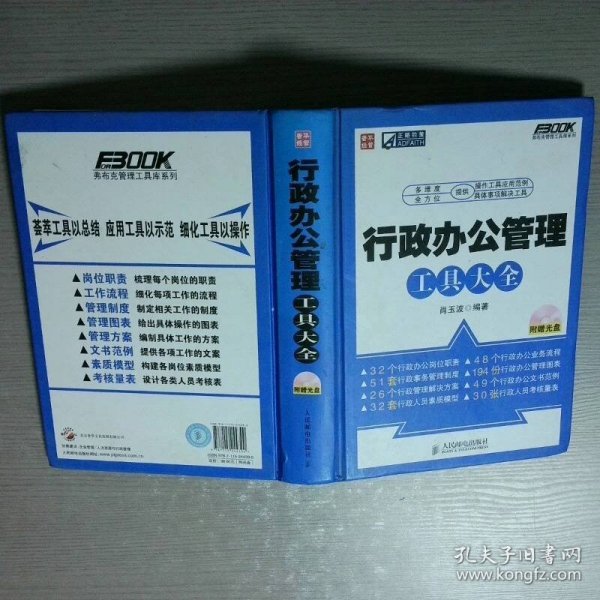 FBOOK
弗布克管理工具库系列
荟萃工具以总结 应用工具以示范 细化工具以操作
▲岗位职责 梳理每个岗位的职责
▲工作流程 细化每项工作的流程
▲管理制度 制定相关工作的制度
▲管理图表 给出具体操作的图表
▲管理方案 编制具体工作的方案
▲文书范例 提供各项工作的文案
▲素质模型 构建各岗位素质模型
▲考核量表 设计各类人员考核表
普华经管
行政办公管理
工具大全
附赠光盘
人民邮电出版社
普华经管
正略钧策
ADFAITH
FBOOK
弗布克管理工具库系列
多维度
全方位
提供
操作工具应用范例
具体事项解决工具
行政办公管理
工具大全
肖玉波◎编著
附赠光盘
▲32个行政办公岗位职责
▲48个行政办公业务流程
▲51套行政事务管理制度
▲194份行政办公管理图表
▲26个行政管理解决方案
▲49个行政办公文书范例
▲32套行政人员素质模型
▲30张行政人员考核量表
人民邮电出版社
孔夫子旧书网
www.kongfz.com